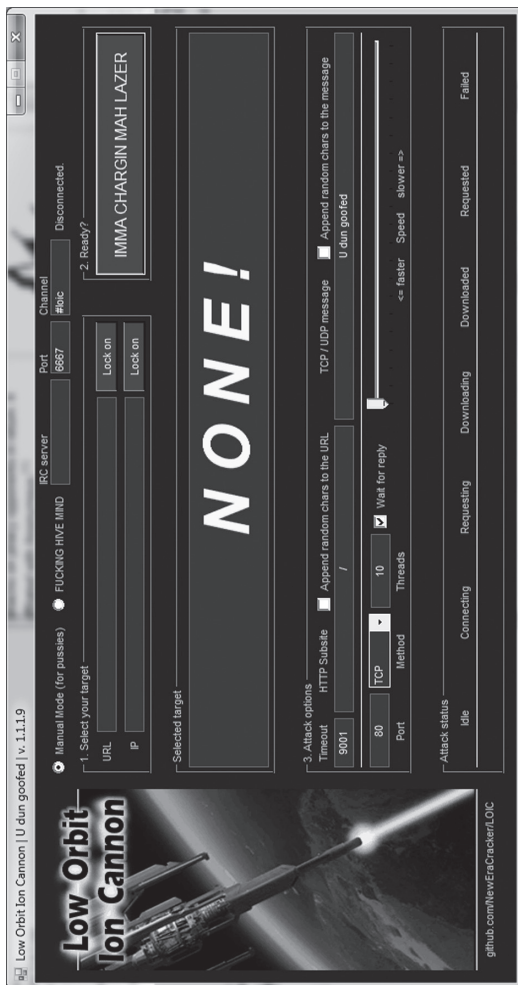 Low Orbit Ion Cannon | U dun goofed | v. 1.1.1.9
Low Orbit
Ion Cannon
github.com/NewEraCracker/LOIC
Manual Mode (for pussies) FUCKING HIVE MIND
IRC server Port Channel
6667 #loic Disconnected.
1. Select your target
URL Lock on
IP Lock on
2. Ready?
IMMA CHARGIN MAH LAZER
Selected target
NONE!
3. Attack options
Timeout HTTP Subsite Append random chars to the URL TCP / UDP message Append random chars to the message
9001 / U dun goofed
80 TCP 10 Wait for reply
Port Method Threads <= faster Speed slower =>
Attack status
Idle Connecting Requesting Downloading Downloaded Requested Failed